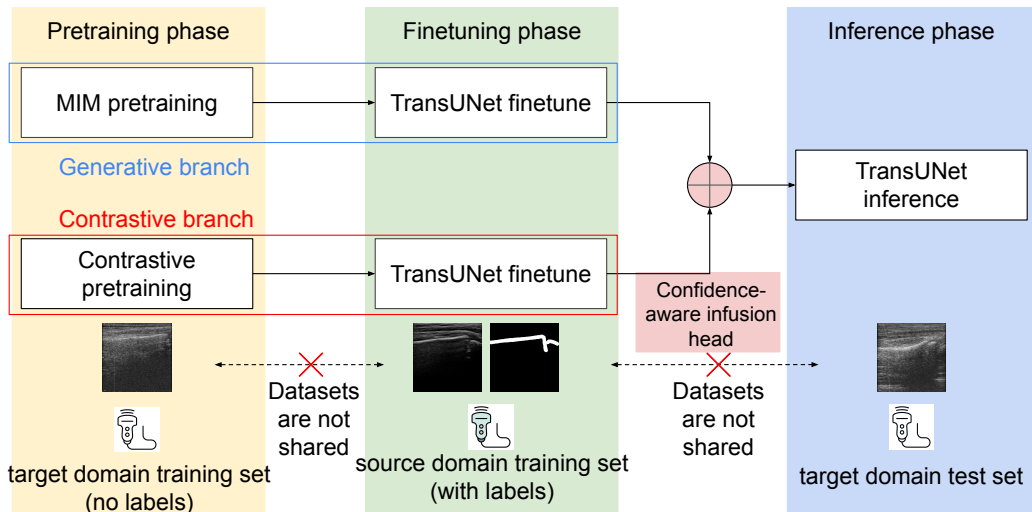 Pretraining phase
Finetuning phase
Inference phase
MIM pretraining
TransUNet finetune
Generative branch
TransUNet
inference
Contrastive branch
Contrastive
pretraining
TransUNet finetune
Confidence-
aware infusion
head
Datasets
are not
shared
Datasets
are not
shared
target domain training set
(no labels)
source domain training set
(with labels)
target domain test set